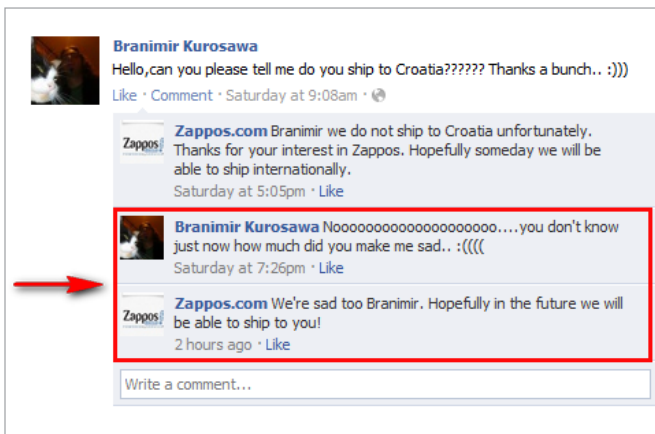 Branimir Kurosawa
Hello,can you please tell me do you ship to Croatia?????? Thanks a bunch.. :)))
Like · Comment · Saturday at 9:08am ·
Zappos
Zappos.com Branimir we do not ship to Croatia unfortunately.
Thanks for your interest in Zappos. Hopefully someday we will be
able to ship internationally.
Saturday at 5:05pm · Like
Branimir Kurosawa Noooooooooooooooooooo....you don't know
just now how much did you make me sad.. :((((
Saturday at 7:26pm · Like
Zappos
Zappos.com We're sad too Branimir. Hopefully in the future we will
be able to ship to you!
2 hours ago · Like
Write a comment...